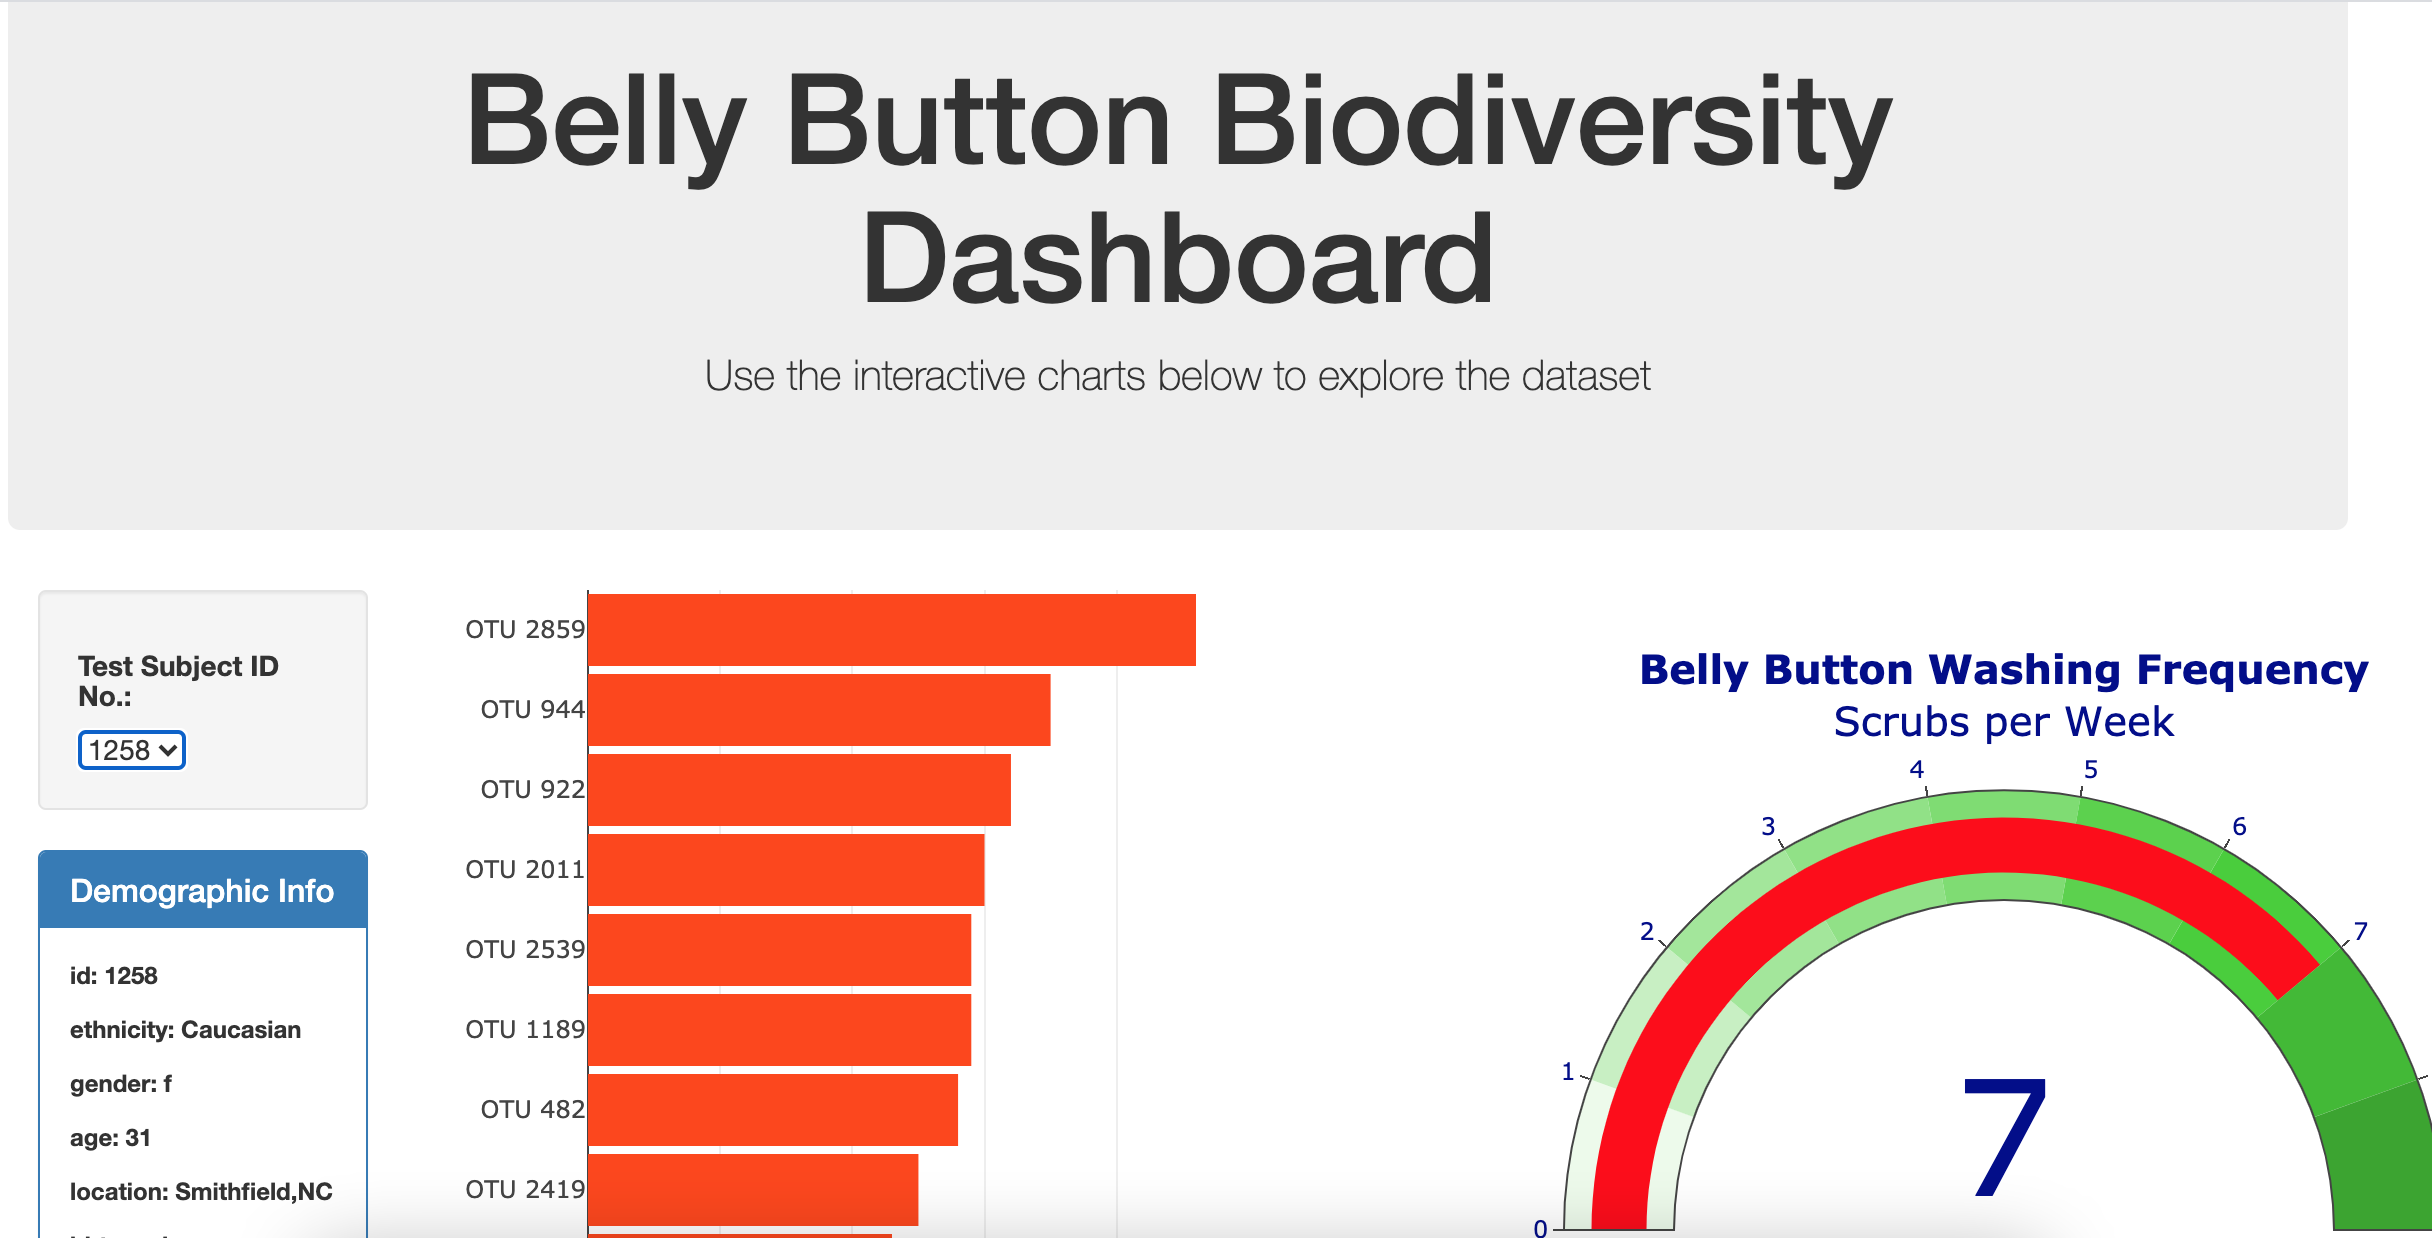 Belly Button Biodiversity
Dashboard
Use the interactive charts below to explore the dataset
Test Subject ID
No.:
1258
Demographic Info
id: 1258
ethnicity: Caucasian
gender: f
age: 31
location: Smithfield,NC
OTU 2859
OTU 944
OTU 922
OTU 2011
OTU 2539
OTU 1189
OTU 482
OTU 2419
Belly Button Washing Frequency
Scrubs per Week
0
1
2
3
4
5
6
7
7